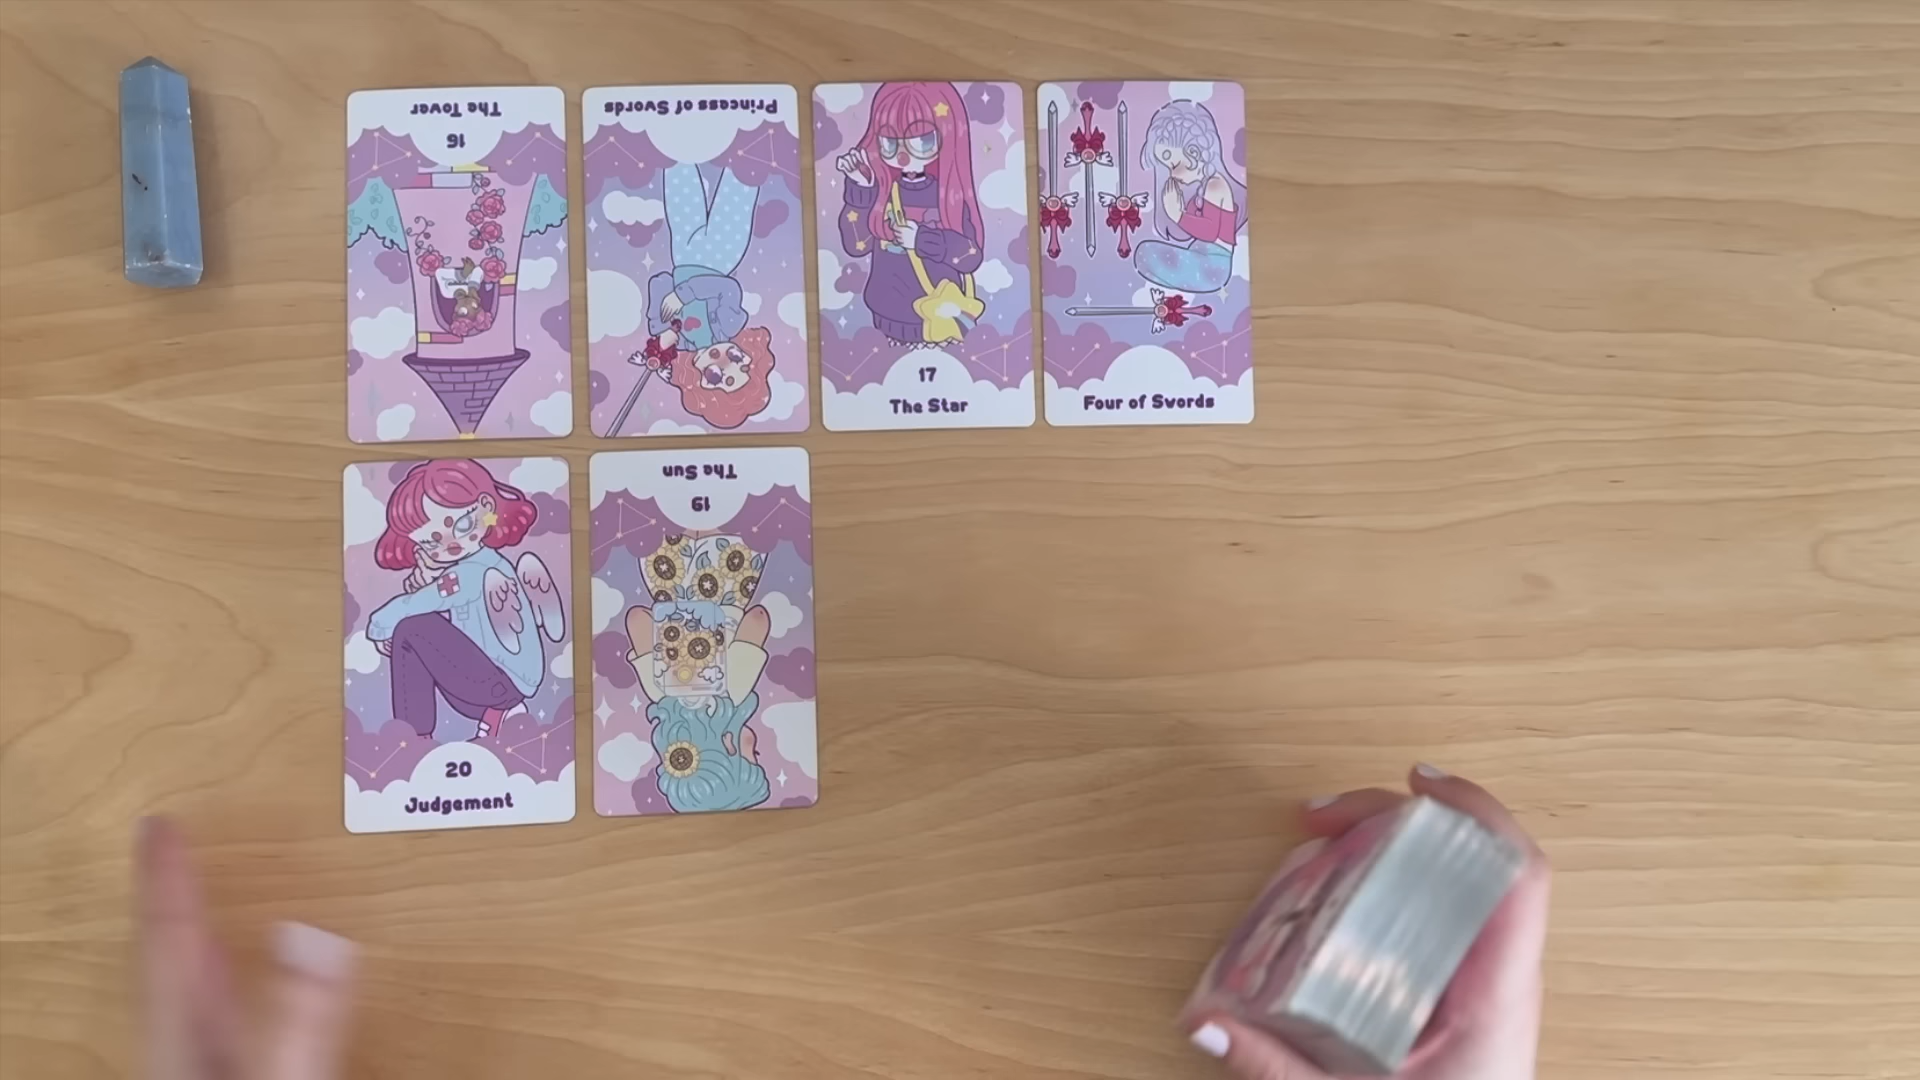 The Tower
16
Princess of Swords
17
The Star
Four of Swords
20
Judgement
The Sun
19